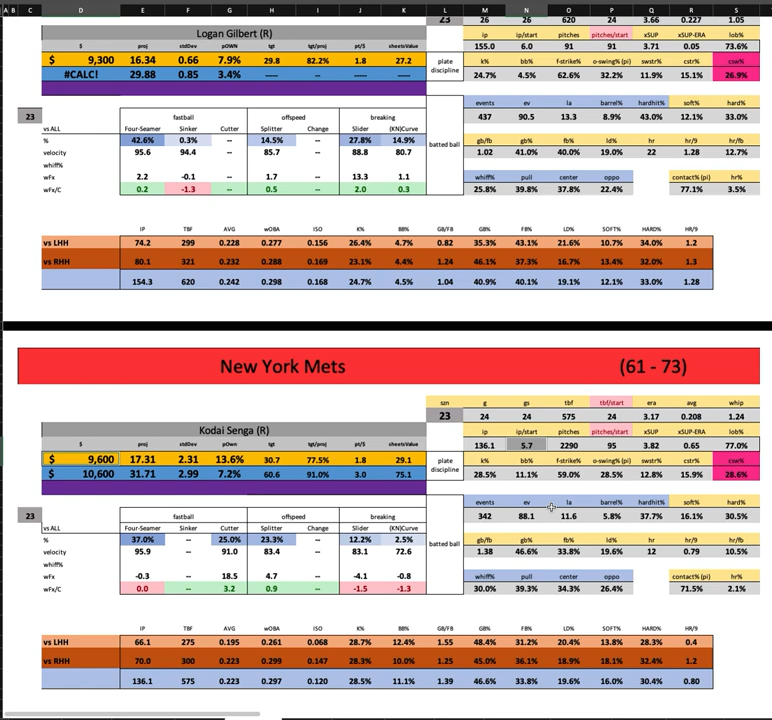 C D E F G H I J K L M N O P Q R S
23 26 26 620 24 3.66 0.227 1.05
Logan Gilbert (R) ip ip/start pitches pitches/start xSUP xSUP-ERA lob%
$ proj stdDev pOWN tgt tgt/proj pt/$ sheetsValue 155.0 6.0 91 91 3.71 0.05 73.6%
$ 9,300 16.34 0.66 7.9% 29.8 82.2% 1.8 27.2 plate discipline k% bb% f-strike% o-swing% (pi) swstr% cstr% csw%
#CALC! 29.88 0.85 3.4% ---- ---- ---- ---- 24.7% 4.5% 62.6% 32.2% 11.9% 15.1% 26.9%
events ev la barrel% hardhit% soft% hard%
23 fastball offspeed breaking 437 90.5 13.3 8.9% 43.0% 12.1% 33.0%
vs ALL Four-Seamer Sinker Cutter Splitter Change Slider (KN)Curve
% 42.6% 0.3% -- 14.5% -- 27.8% 14.9% batted ball gb/fb gb% fb% ld% hr hr/9 hr/fb
velocity 95.6 94.4 -- 85.7 -- 88.8 80.7 1.02 41.0% 40.0% 19.0% 22 1.28 12.7%
whiff%
wFx 2.2 -0.1 1.7 13.3 1.1 whiff% pull center oppo contact% (pi) hr%
wFx/C 0.2 -1.3 -- 0.5 -- 2.0 0.3 25.8% 39.8% 37.8% 22.4% 77.1% 3.5%
IP TBF AVG wOBA ISO K% BB% GB/FB GB% FB% LD% SOFT% HARD% HR/9
vs LHH 74.2 299 0.228 0.277 0.156 26.4% 4.7% 0.82 35.3% 43.1% 21.6% 10.7% 34.0% 1.2
vs RHH 80.1 321 0.232 0.288 0.169 23.1% 4.4% 1.24 46.1% 37.3% 16.7% 13.4% 32.0% 1.3
154.3 620 0.242 0.298 0.168 24.7% 4.5% 1.04 40.9% 40.1% 19.1% 12.1% 33.0% 1.28
New York Mets (61 - 73)
szn g gs tbf tbf/start era avg whip
23 24 24 575 24 3.17 0.208 1.24
Kodai Senga (R) ip ip/start pitches pitches/start xSUP xSUP-ERA lob%
$ proj stdDev pOwn tgt tgt/proj pt/$ sheetsValue 136.1 5.7 2290 95 3.82 0.65 77.0%
$ 9,600 17.31 2.31 13.6% 30.7 77.5% 1.8 29.1 plate discipline k% bb% f-strike% o-swing% (pi) swstr% cstr% csw%
$ 10,600 31.71 2.99 7.2% 60.6 91.0% 3.0 75.1 28.5% 11.1% 59.0% 28.5% 12.8% 15.9% 28.6%
events ev la barrel% hardhit% soft% hard%
23 fastball offspeed breaking 342 88.1 11.6 5.8% 37.7% 16.1% 30.5%
vs ALL Four-Seamer Sinker Cutter Splitter Change Slider (KN)Curve
% 37.0% -- 25.0% 23.3% -- 12.2% 2.5% batted ball gb/fb gb% fb% ld% hr hr/9 hr/fb
velocity 95.9 -- 91.0 83.4 -- 83.1 72.6 1.38 46.6% 33.8% 19.6% 12 0.79 10.5%
whiff%
wFx -0.3 18.5 4.7 -4.1 -0.8 whiff% pull center oppo contact% (pi) hr%
wFx/C 0.0 -- 3.2 0.9 -- -1.5 -1.3 30.0% 39.3% 34.3% 26.4% 71.5% 2.1%
IP TBF AVG wOBA ISO K% BB% GB/FB GB% FB% LD% SOFT% HARD% HR/9
vs LHH 66.1 275 0.195 0.261 0.068 28.7% 12.4% 1.55 48.4% 31.2% 20.4% 13.8% 28.3% 0.4
vs RHH 70.0 300 0.223 0.299 0.147 28.3% 10.0% 1.25 45.0% 36.1% 18.9% 18.1% 32.4% 1.2
136.1 575 0.223 0.297 0.120 28.5% 11.1% 1.39 46.6% 33.8% 19.6% 16.0% 30.4% 0.80